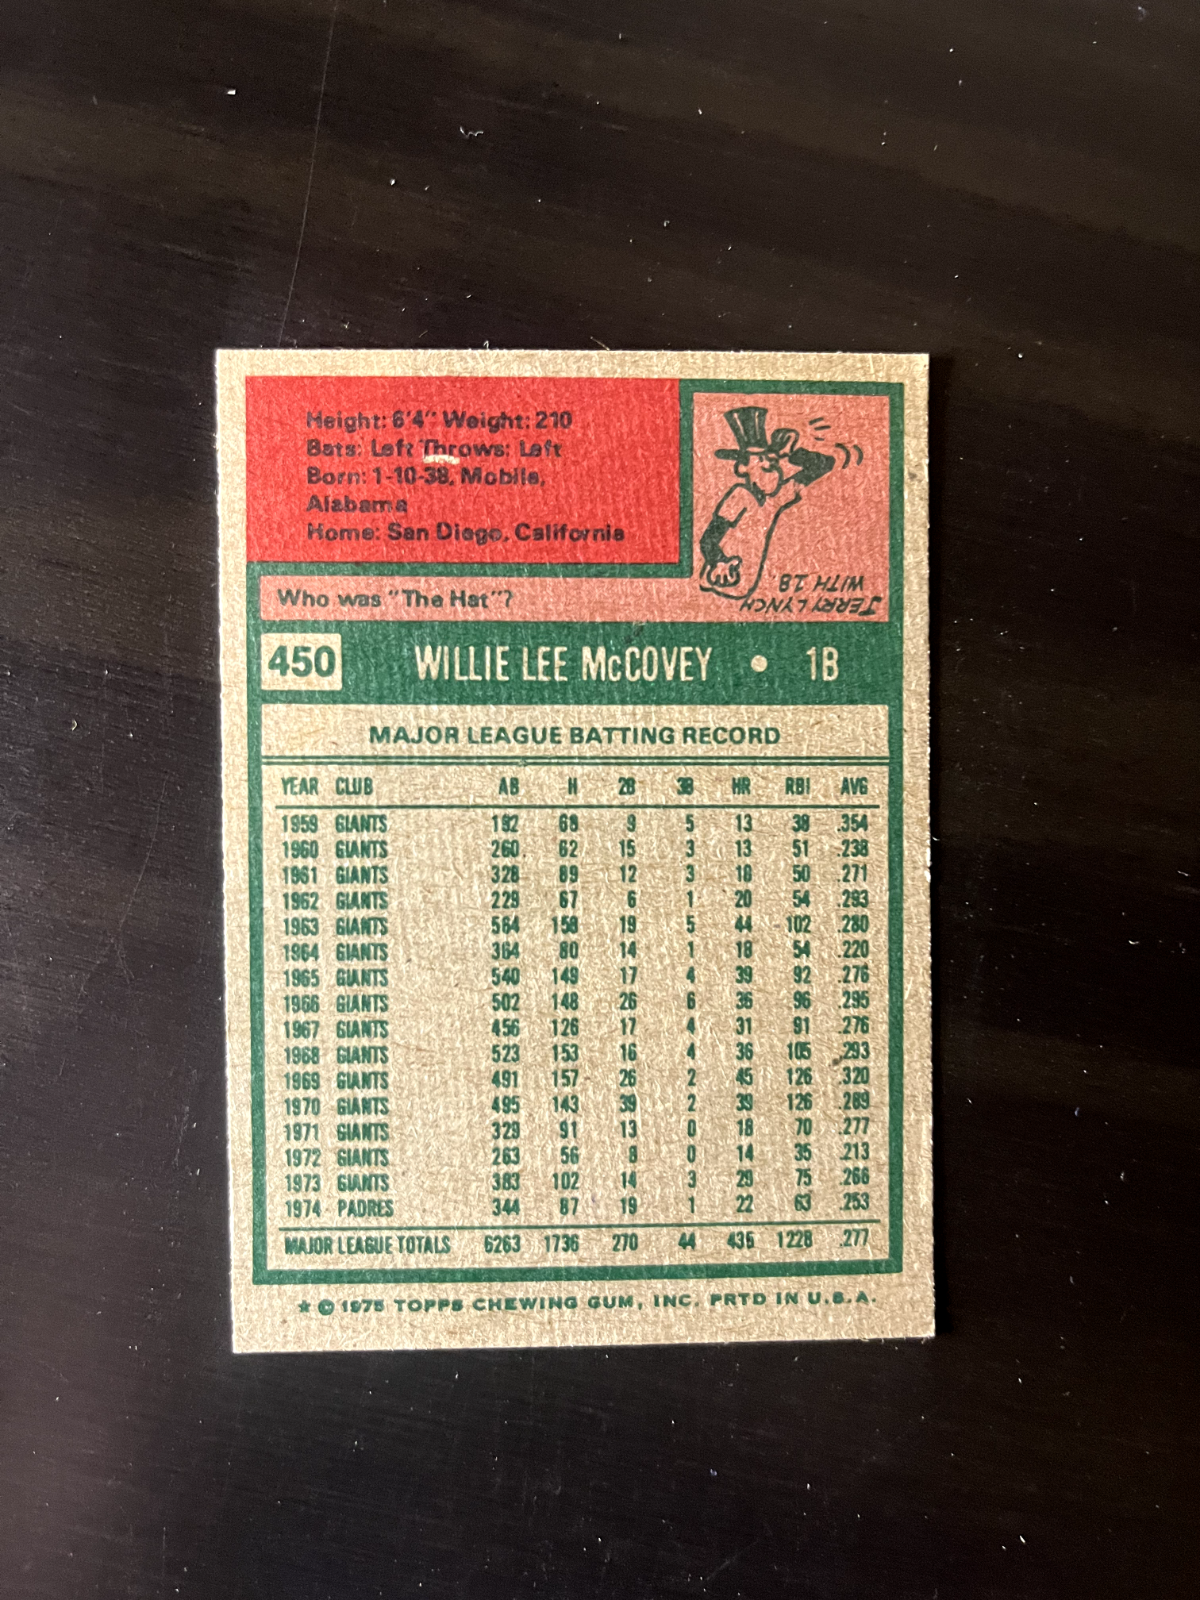 Height: 6'4" Weight: 210
Bats: Left Throws: Left
Born: 1-10-38, Mobile,
Alabama
Home: San Diego, California
JERRY LYNCH
WITH 18.
Who was "The Hat"?
450 WILLIE LEE McCOVEY • 1B
MAJOR LEAGUE BATTING RECORD
YEAR CLUB AB H 2B 3B HR RBI AVG
1959 GIANTS 192 68 9 5 13 38 .354
1960 GIANTS 260 62 15 3 13 51 .238
1961 GIANTS 328 89 12 3 18 50 .271
1962 GIANTS 229 67 6 1 20 54 .293
1963 GIANTS 564 158 19 5 44 102 .280
1964 GIANTS 364 80 14 1 18 54 .220
1965 GIANTS 540 149 17 4 39 92 .276
1966 GIANTS 502 148 26 6 36 96 .295
1967 GIANTS 456 126 17 4 31 91 .276
1968 GIANTS 523 153 16 4 36 105 .293
1969 GIANTS 491 157 26 2 45 126 .320
1970 GIANTS 495 143 39 2 39 126 .289
1971 GIANTS 329 91 13 0 18 70 .277
1972 GIANTS 263 56 8 0 14 35 .213
1973 GIANTS 383 102 14 3 29 75 .266
1974 PADRES 344 87 19 1 22 63 .253
MAJOR LEAGUE TOTALS 6263 1736 270 44 435 1228 .277
★ © 1975 TOPPS CHEWING GUM, INC. PRTD IN U.S.A.